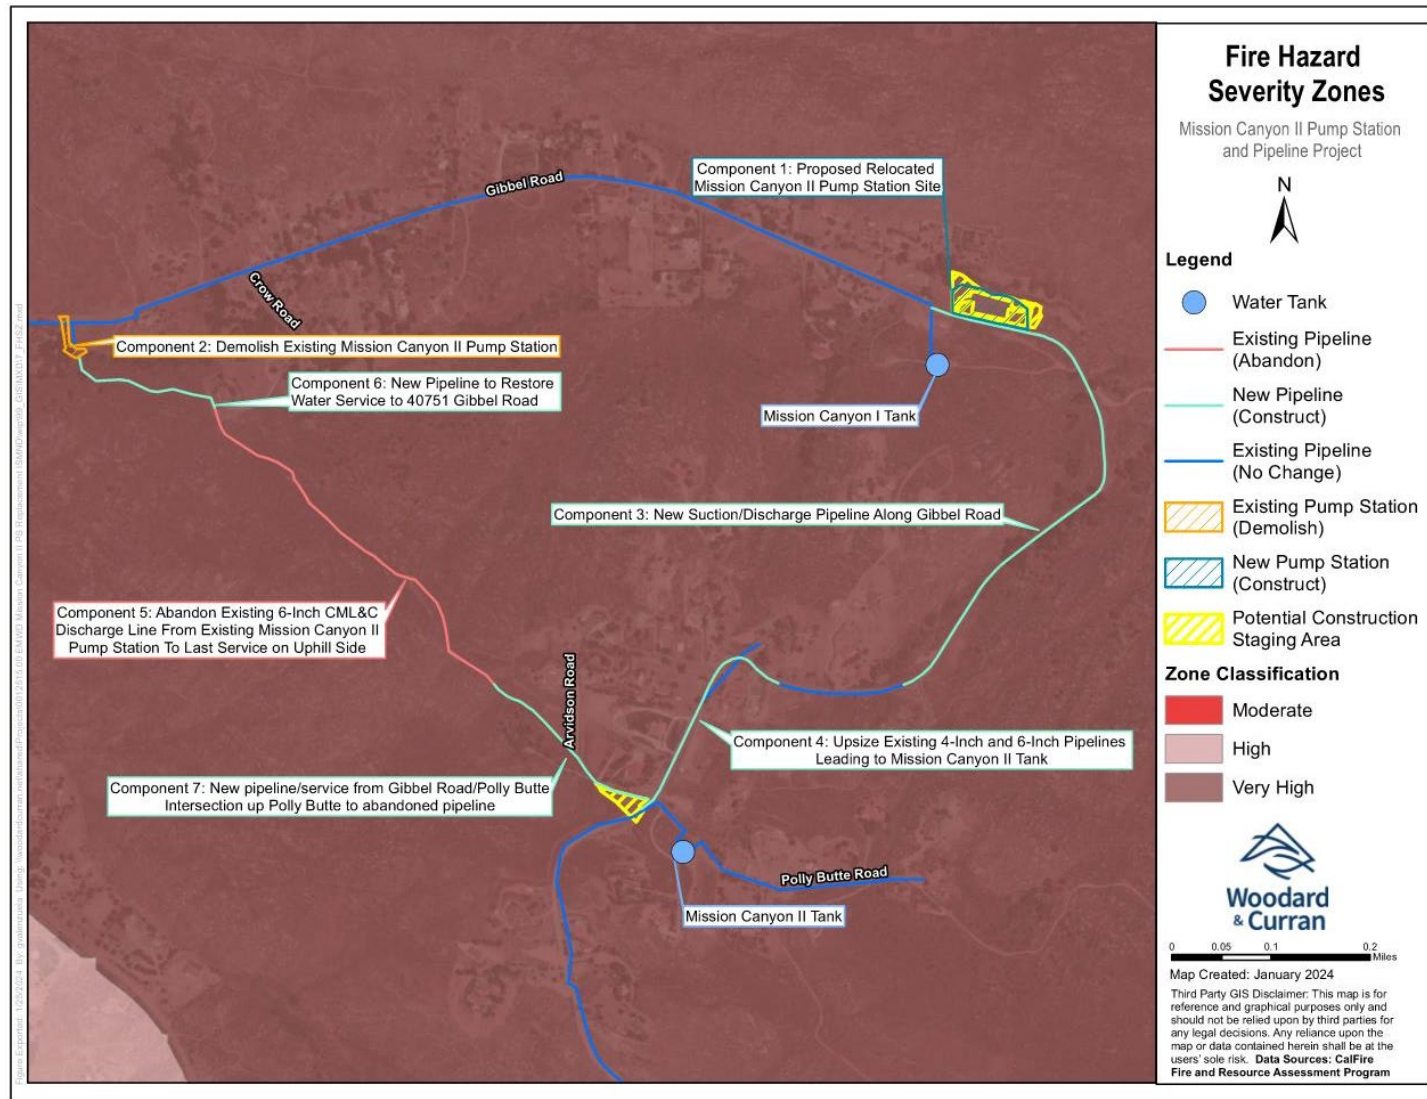 Fire Hazard
Severity Zones
Mission Canyon II Pump Station
and Pipeline Project
N
Legend
Water Tank
Existing Pipeline
(Abandon)
New Pipeline
(Construct)
Existing Pipeline
(No Change)
Existing Pump Station
(Demolish)
New Pump Station
(Construct)
Potential Construction
Staging Area
Zone Classification
Moderate
High
Very High
Woodard
& Curran
0 0.05 0.1 0.2
Miles
Map Created: January 2024
Third Party GIS Disclaimer: This map is for
reference and graphical purposes only and
should not be relied upon by third parties for
any legal decisions. Any reliance upon the
map or data contained herein shall be at the
users' sole risk. Data Sources: CalFire
Fire and Resource Assessment Program
Component 1: Proposed Relocated
Mission Canyon II Pump Station Site
Gibbel Road
Crow Road
Component 2: Demolish Existing Mission Canyon II Pump Station
Component 6: New Pipeline to Restore
Water Service to 40751 Gibbel Road
Mission Canyon I Tank
Component 3: New Suction/Discharge Pipeline Along Gibbel Road
Component 5: Abandon Existing 6-Inch CML&C
Discharge Line From Existing Mission Canyon II
Pump Station To Last Service on Uphill Side
Arvidson Road
Component 4: Upsize Existing 4-Inch and 6-Inch Pipelines
Leading to Mission Canyon II Tank
Component 7: New pipeline/service from Gibbel Road/Polly Butte
Intersection up Polly Butte to abandoned pipeline
Polly Butte Road
Mission Canyon II Tank